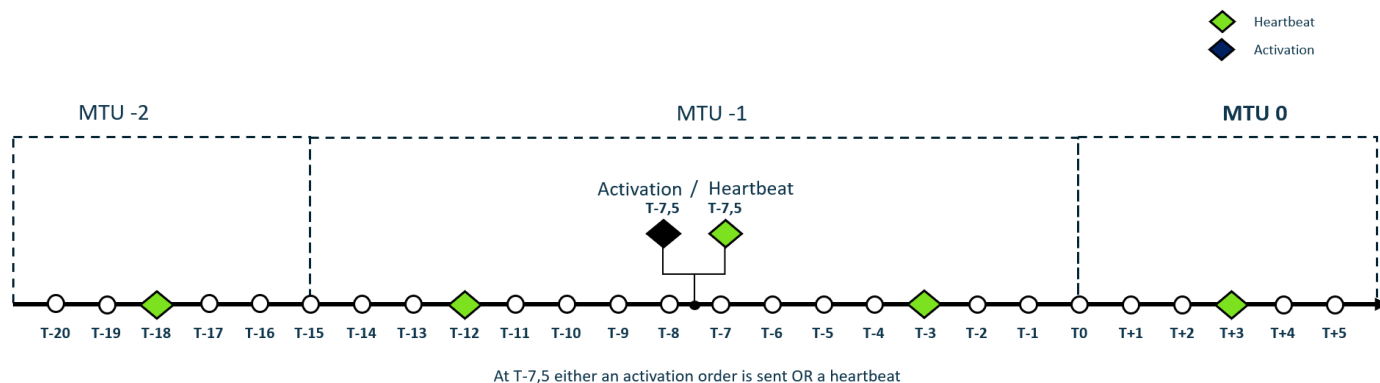 Heartbeat
Activation
MTU -2
MTU -1
MTU 0
Activation / Heartbeat
T-7,5 T-7,5
T-20 T-19 T-18 T-17 T-16 T-15 T-14 T-13 T-12 T-11 T-10 T-9 T-8 T-7 T-6 T-5 T-4 T-3 T-2 T-1 T0 T+1 T+2 T+3 T+4 T+5
At T-7,5 either an activation order is sent OR a heartbeat